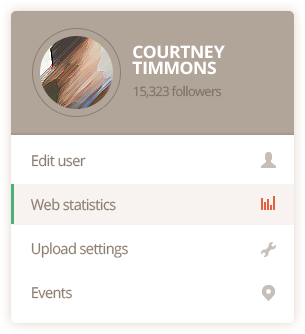 COURTNEY
TIMMONS
15,323 followers
Edit user
Web statistics
Upload settings
Events